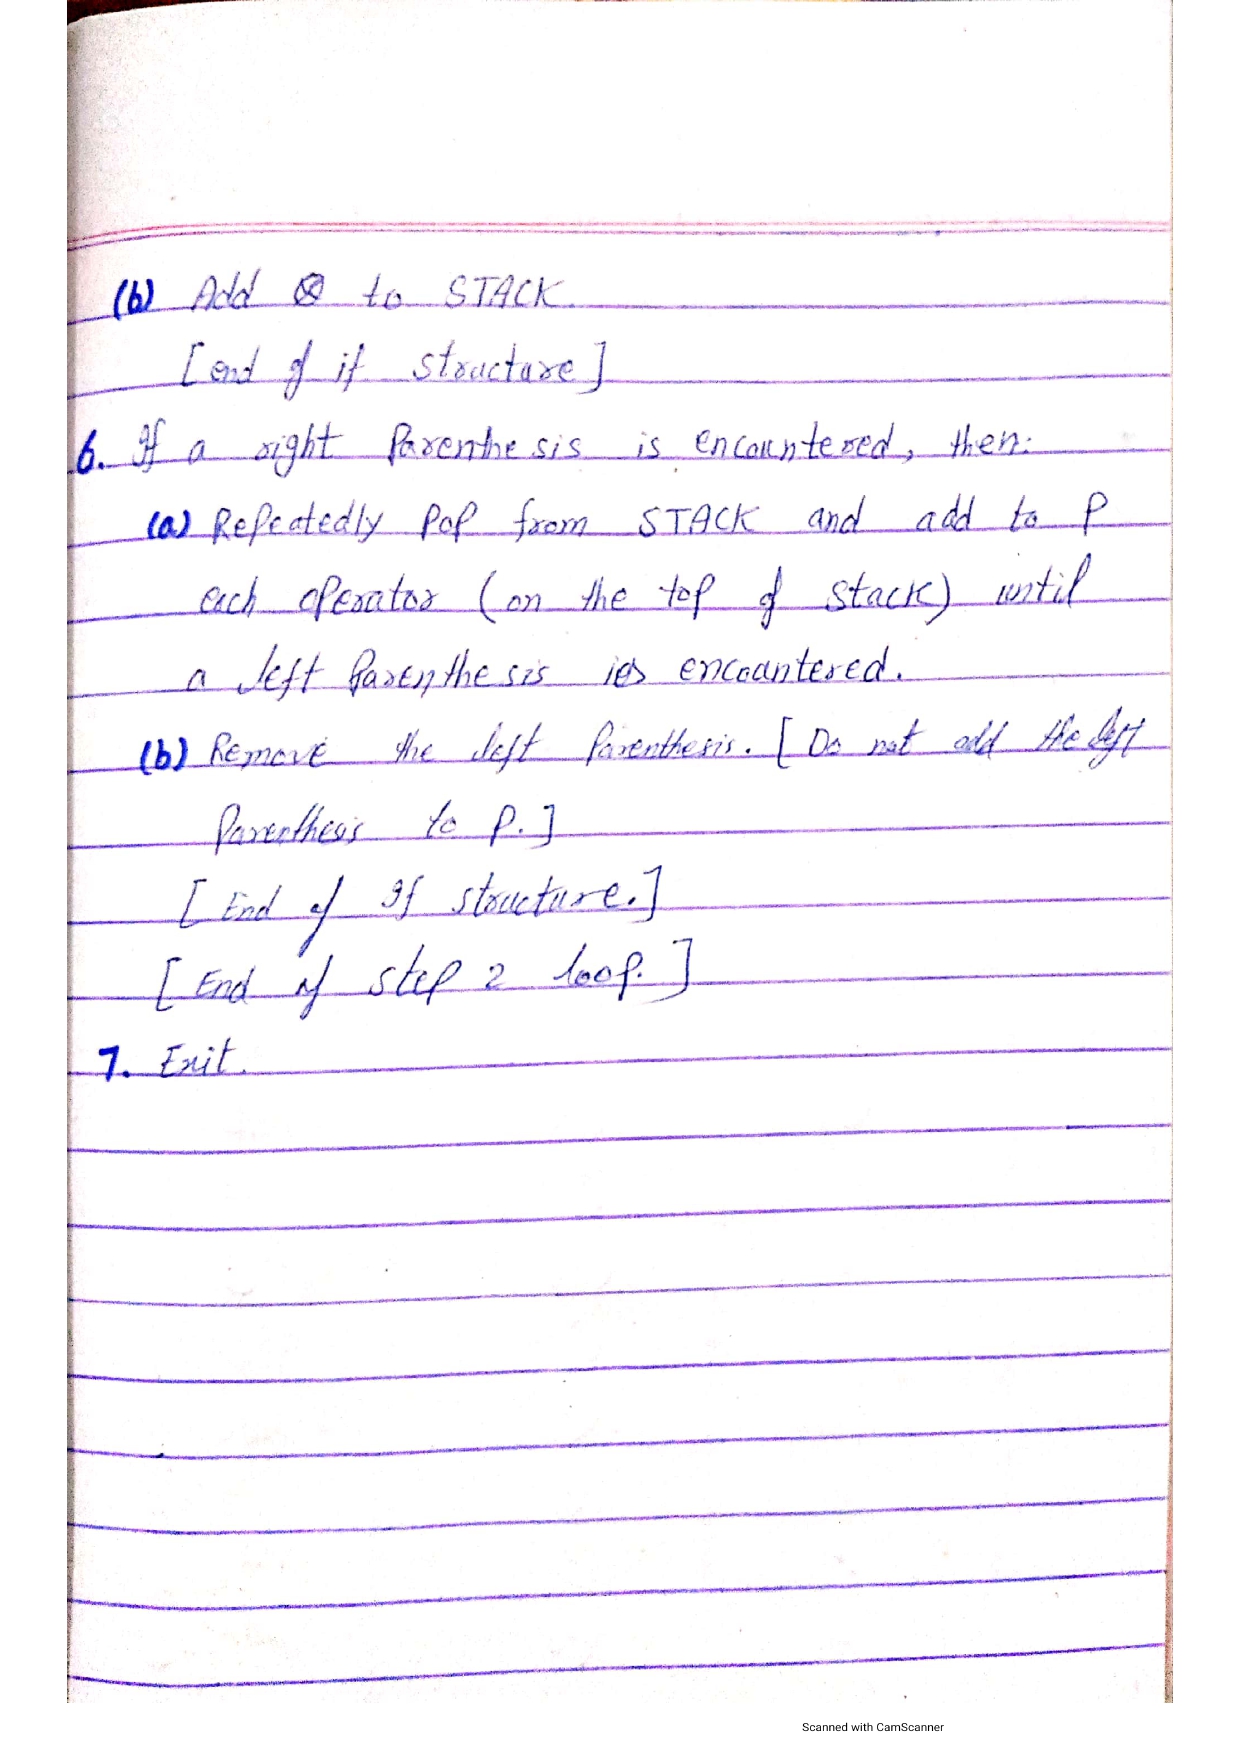 (b) Add ⊗ to STACK.
[end of if structure]
6. If a right Parenthesis is encountered, then:
(a) Repeatedly Pop from STACK and add to P
each operator (on the top of stack) until
a left Parenthesis is encountered.
(b) Remove the left Parenthesis. [Do not add the left
Parenthesis to P.]
[End of If structure.]
[End of step 2 loop.]
7. Exit.
Scanned with CamScanner